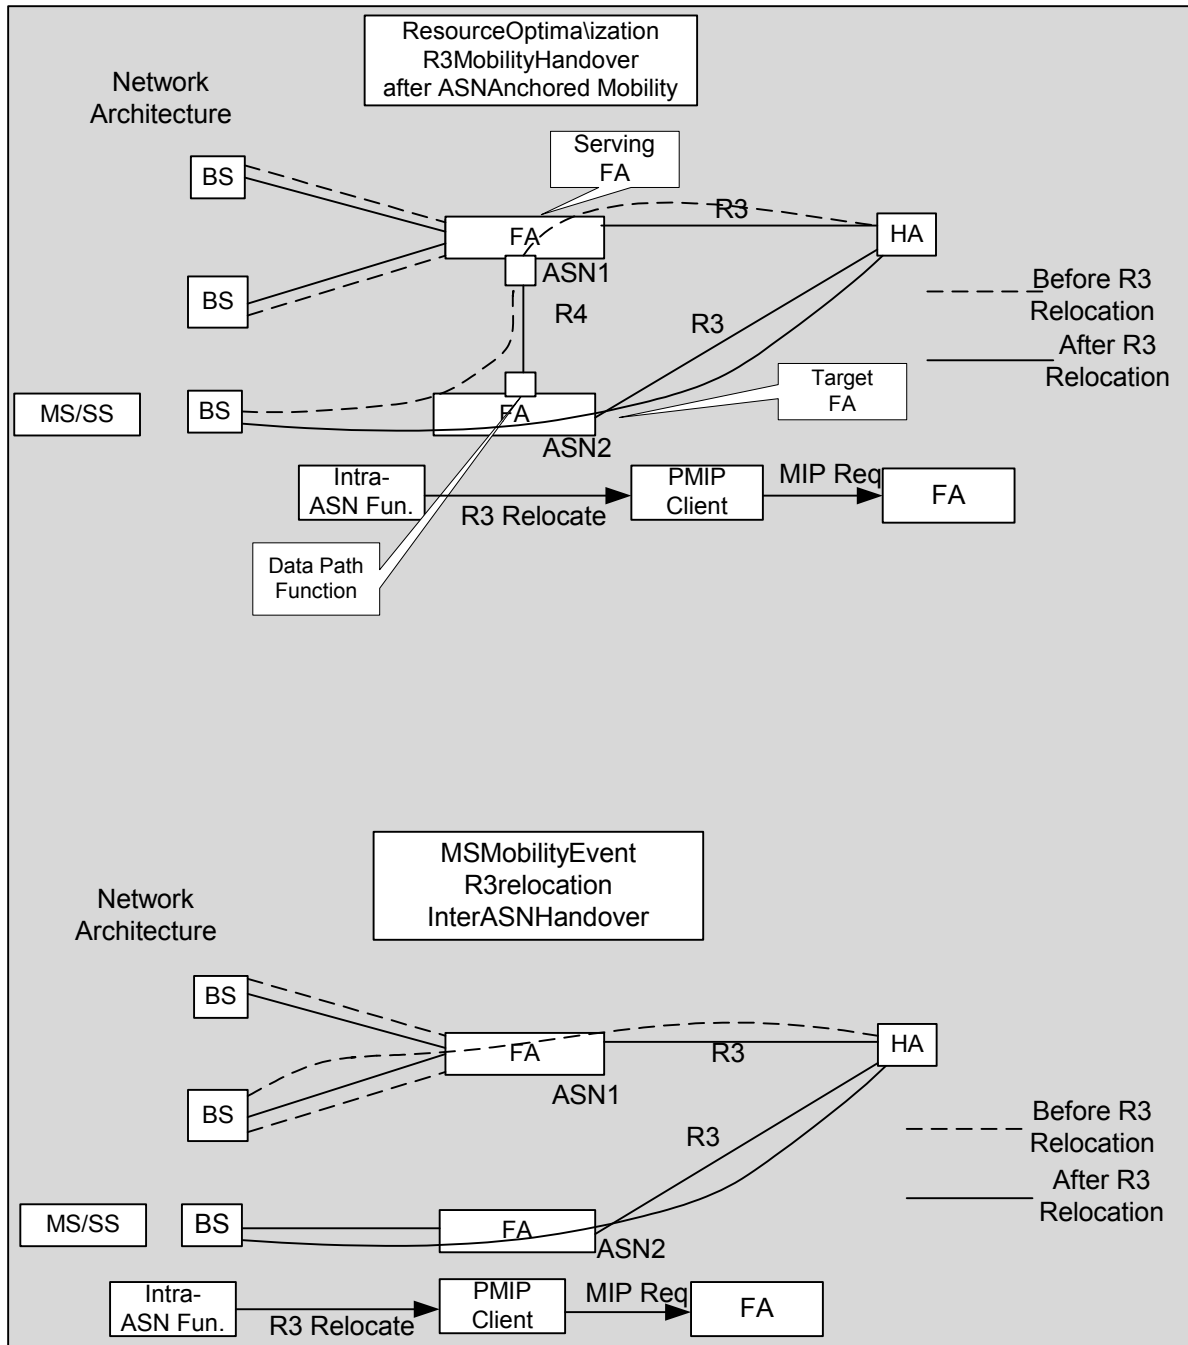 ResourceOptima\ization
R3MobilityHandover
after ASNAnchored Mobility
Network
Architecture
Serving
FA
BS
R3
FA
HA
ASN1
BS
Before R3
Relocation
R4
R3
After R3
Relocation
Target
FA
MS/SS
BS
FA
ASN2
Intra-
ASN Fun.
R3 Relocate
PMIP
Client
MIP Req
FA
Data Path
Function
MSMobilityEvent
R3relocation
InterASNHandover
Network
Architecture
BS
FA
R3
HA
ASN1
BS
Before R3
Relocation
R3
After R3
Relocation
MS/SS
BS
FA
ASN2
Intra-
ASN Fun.
R3 Relocate
PMIP
Client
MIP Req
FA